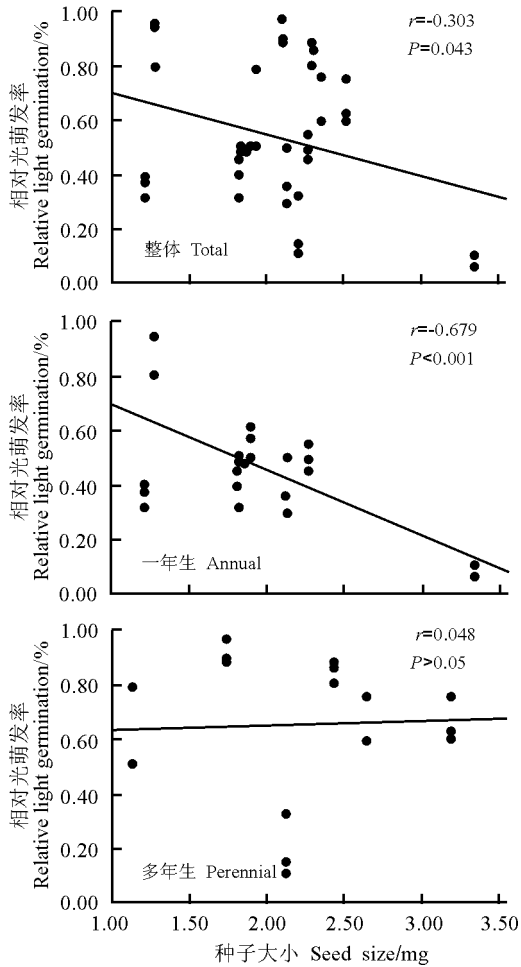 r=-0.303
P=0.043
相对光萌发率
Relative light germination/%
1.00
0.80
0.60
0.40
0.20
0.00
整体 Total
r=-0.679
P<0.001
相对光萌发率
Relative light germination/%
1.00
0.80
0.60
0.40
0.20
0.00
一年生 Annual
r=0.048
P>0.05
相对光萌发率
Relative light germination/%
1.00
0.80
0.60
0.40
0.20
0.00
多年生 Perennial
1.00 1.50 2.00 2.50 3.00 3.50
种子大小 Seed size/mg